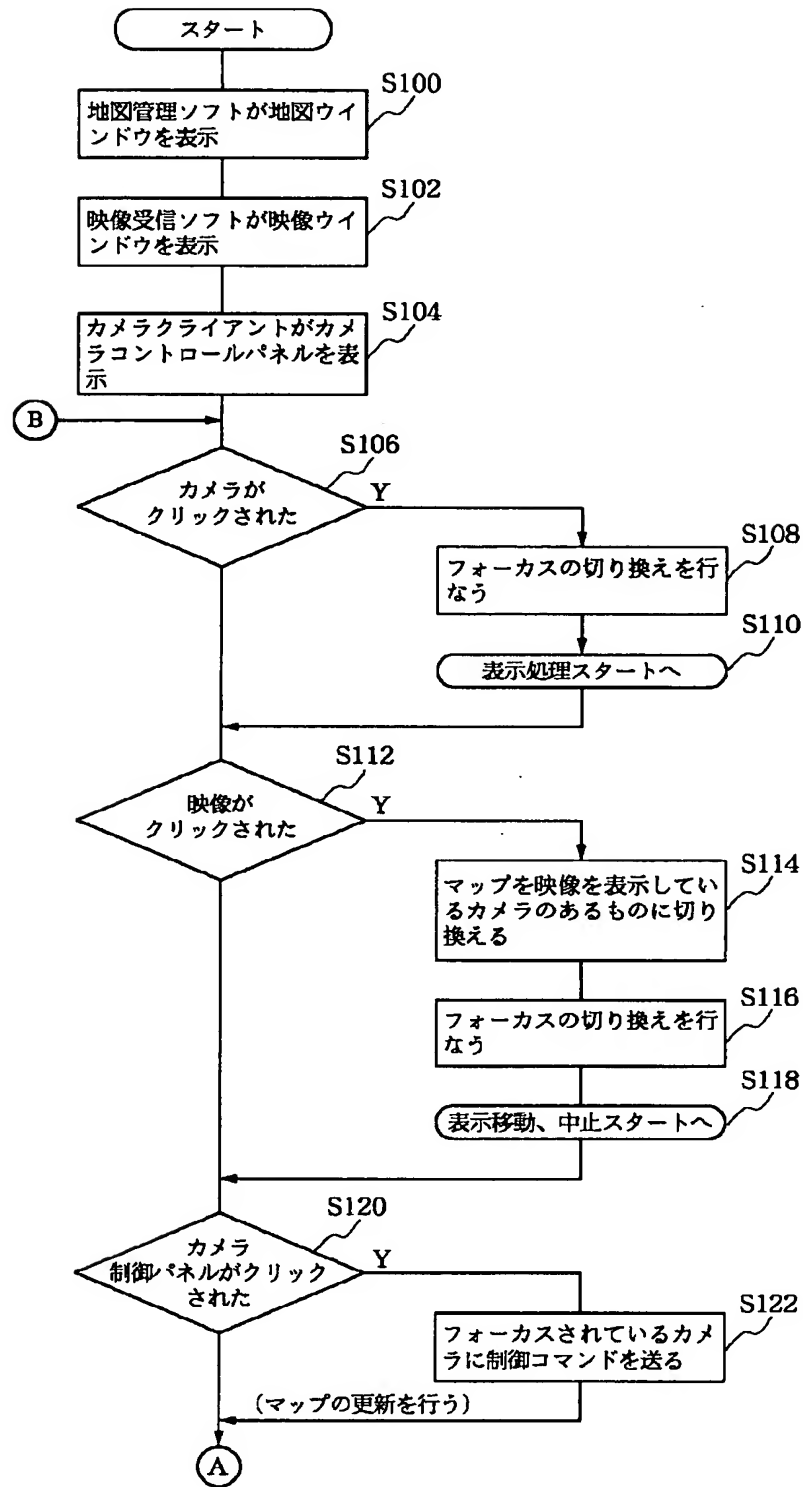 スタート
S100
地図管理ソフトが地図ウイ
ンドウを表示
S102
映像受信ソフトが映像ウイ
ンドウを表示
S104
カメラクライアントがカメ
ラコントロールパネルを表
示
B
S106
カメラが
クリックされた
Y
S108
フォーカスの切り換えを行
なう
S110
表示処理スタートへ
S112
映像が
クリックされた
Y
S114
マップを映像を表示してい
るカメラのあるものに切り
換える
S116
フォーカスの切り換えを行
なう
S118
表示移動、中止スタートへ
S120
カメラ
制御パネルがクリック
された
Y
S122
フォーカスされているカメ
ラに制御コマンドを送る
(マップの更新を行う)
A